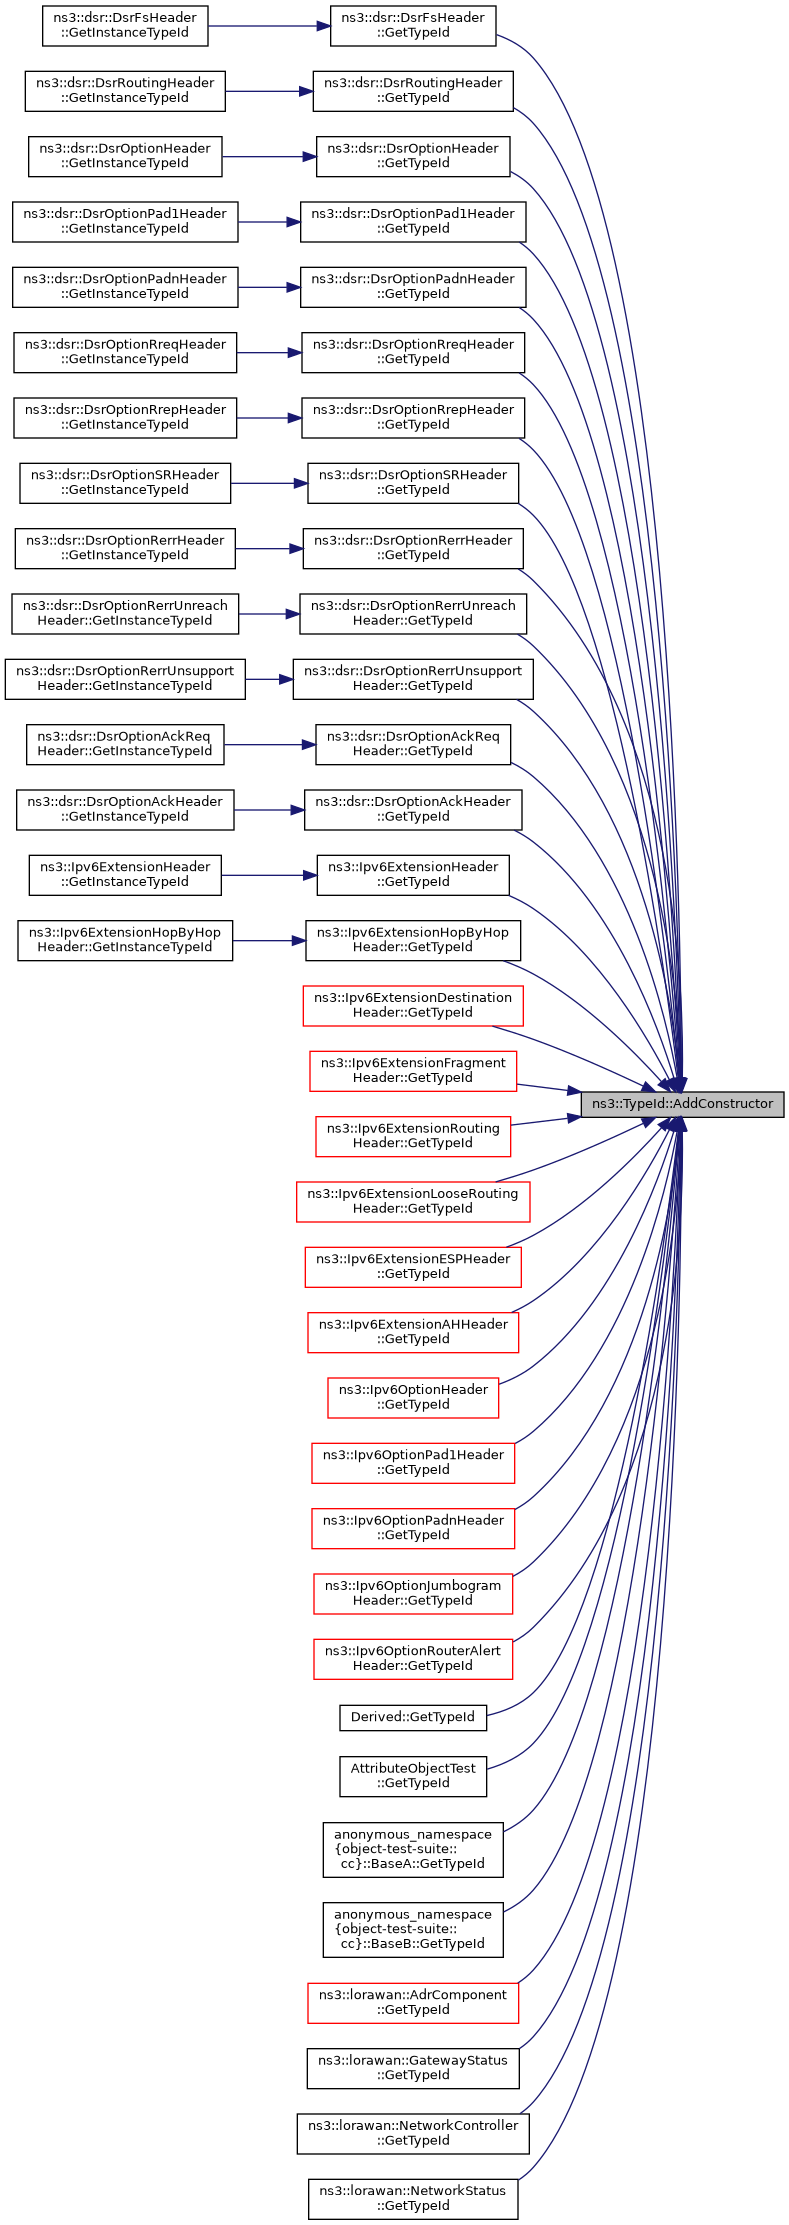 ns3::dsr::DsrFsHeader
::GetInstanceTypeId
ns3::dsr::DsrFsHeader
::GetTypeId
ns3::dsr::DsrRoutingHeader
::GetInstanceTypeId
ns3::dsr::DsrRoutingHeader
::GetTypeId
ns3::dsr::DsrOptionHeader
::GetInstanceTypeId
ns3::dsr::DsrOptionHeader
::GetTypeId
ns3::dsr::DsrOptionPad1Header
::GetInstanceTypeId
ns3::dsr::DsrOptionPad1Header
::GetTypeId
ns3::dsr::DsrOptionPadnHeader
::GetInstanceTypeId
ns3::dsr::DsrOptionPadnHeader
::GetTypeId
ns3::dsr::DsrOptionRreqHeader
::GetInstanceTypeId
ns3::dsr::DsrOptionRreqHeader
::GetTypeId
ns3::dsr::DsrOptionRrepHeader
::GetInstanceTypeId
ns3::dsr::DsrOptionRrepHeader
::GetTypeId
ns3::dsr::DsrOptionSRHeader
::GetInstanceTypeId
ns3::dsr::DsrOptionSRHeader
::GetTypeId
ns3::dsr::DsrOptionRerrHeader
::GetInstanceTypeId
ns3::dsr::DsrOptionRerrHeader
::GetTypeId
ns3::dsr::DsrOptionRerrUnreach
Header::GetInstanceTypeId
ns3::dsr::DsrOptionRerrUnreach
Header::GetTypeId
ns3::dsr::DsrOptionRerrUnsupport
Header::GetInstanceTypeId
ns3::dsr::DsrOptionRerrUnsupport
Header::GetTypeId
ns3::dsr::DsrOptionAckReq
Header::GetInstanceTypeId
ns3::dsr::DsrOptionAckReq
Header::GetTypeId
ns3::dsr::DsrOptionAckHeader
::GetInstanceTypeId
ns3::dsr::DsrOptionAckHeader
::GetTypeId
ns3::Ipv6ExtensionHeader
::GetInstanceTypeId
ns3::Ipv6ExtensionHeader
::GetTypeId
ns3::Ipv6ExtensionHopByHop
Header::GetInstanceTypeId
ns3::Ipv6ExtensionHopByHop
Header::GetTypeId
ns3::Ipv6ExtensionDestination
Header::GetTypeId
ns3::Ipv6ExtensionFragment
Header::GetTypeId
ns3::TypeId::AddConstructor
ns3::Ipv6ExtensionRouting
Header::GetTypeId
ns3::Ipv6ExtensionLooseRouting
Header::GetTypeId
ns3::Ipv6ExtensionESPHeader
::GetTypeId
ns3::Ipv6ExtensionAHHeader
::GetTypeId
ns3::Ipv6OptionHeader
::GetTypeId
ns3::Ipv6OptionPad1Header
::GetTypeId
ns3::Ipv6OptionPadnHeader
::GetTypeId
ns3::Ipv6OptionJumbogram
Header::GetTypeId
ns3::Ipv6OptionRouterAlert
Header::GetTypeId
Derived::GetTypeId
AttributeObjectTest
::GetTypeId
anonymous_namespace
{object-test-suite::
cc}::BaseA::GetTypeId
anonymous_namespace
{object-test-suite::
cc}::BaseB::GetTypeId
ns3::lorawan::AdrComponent
::GetTypeId
ns3::lorawan::GatewayStatus
::GetTypeId
ns3::lorawan::NetworkController
::GetTypeId
ns3::lorawan::NetworkStatus
::GetTypeId